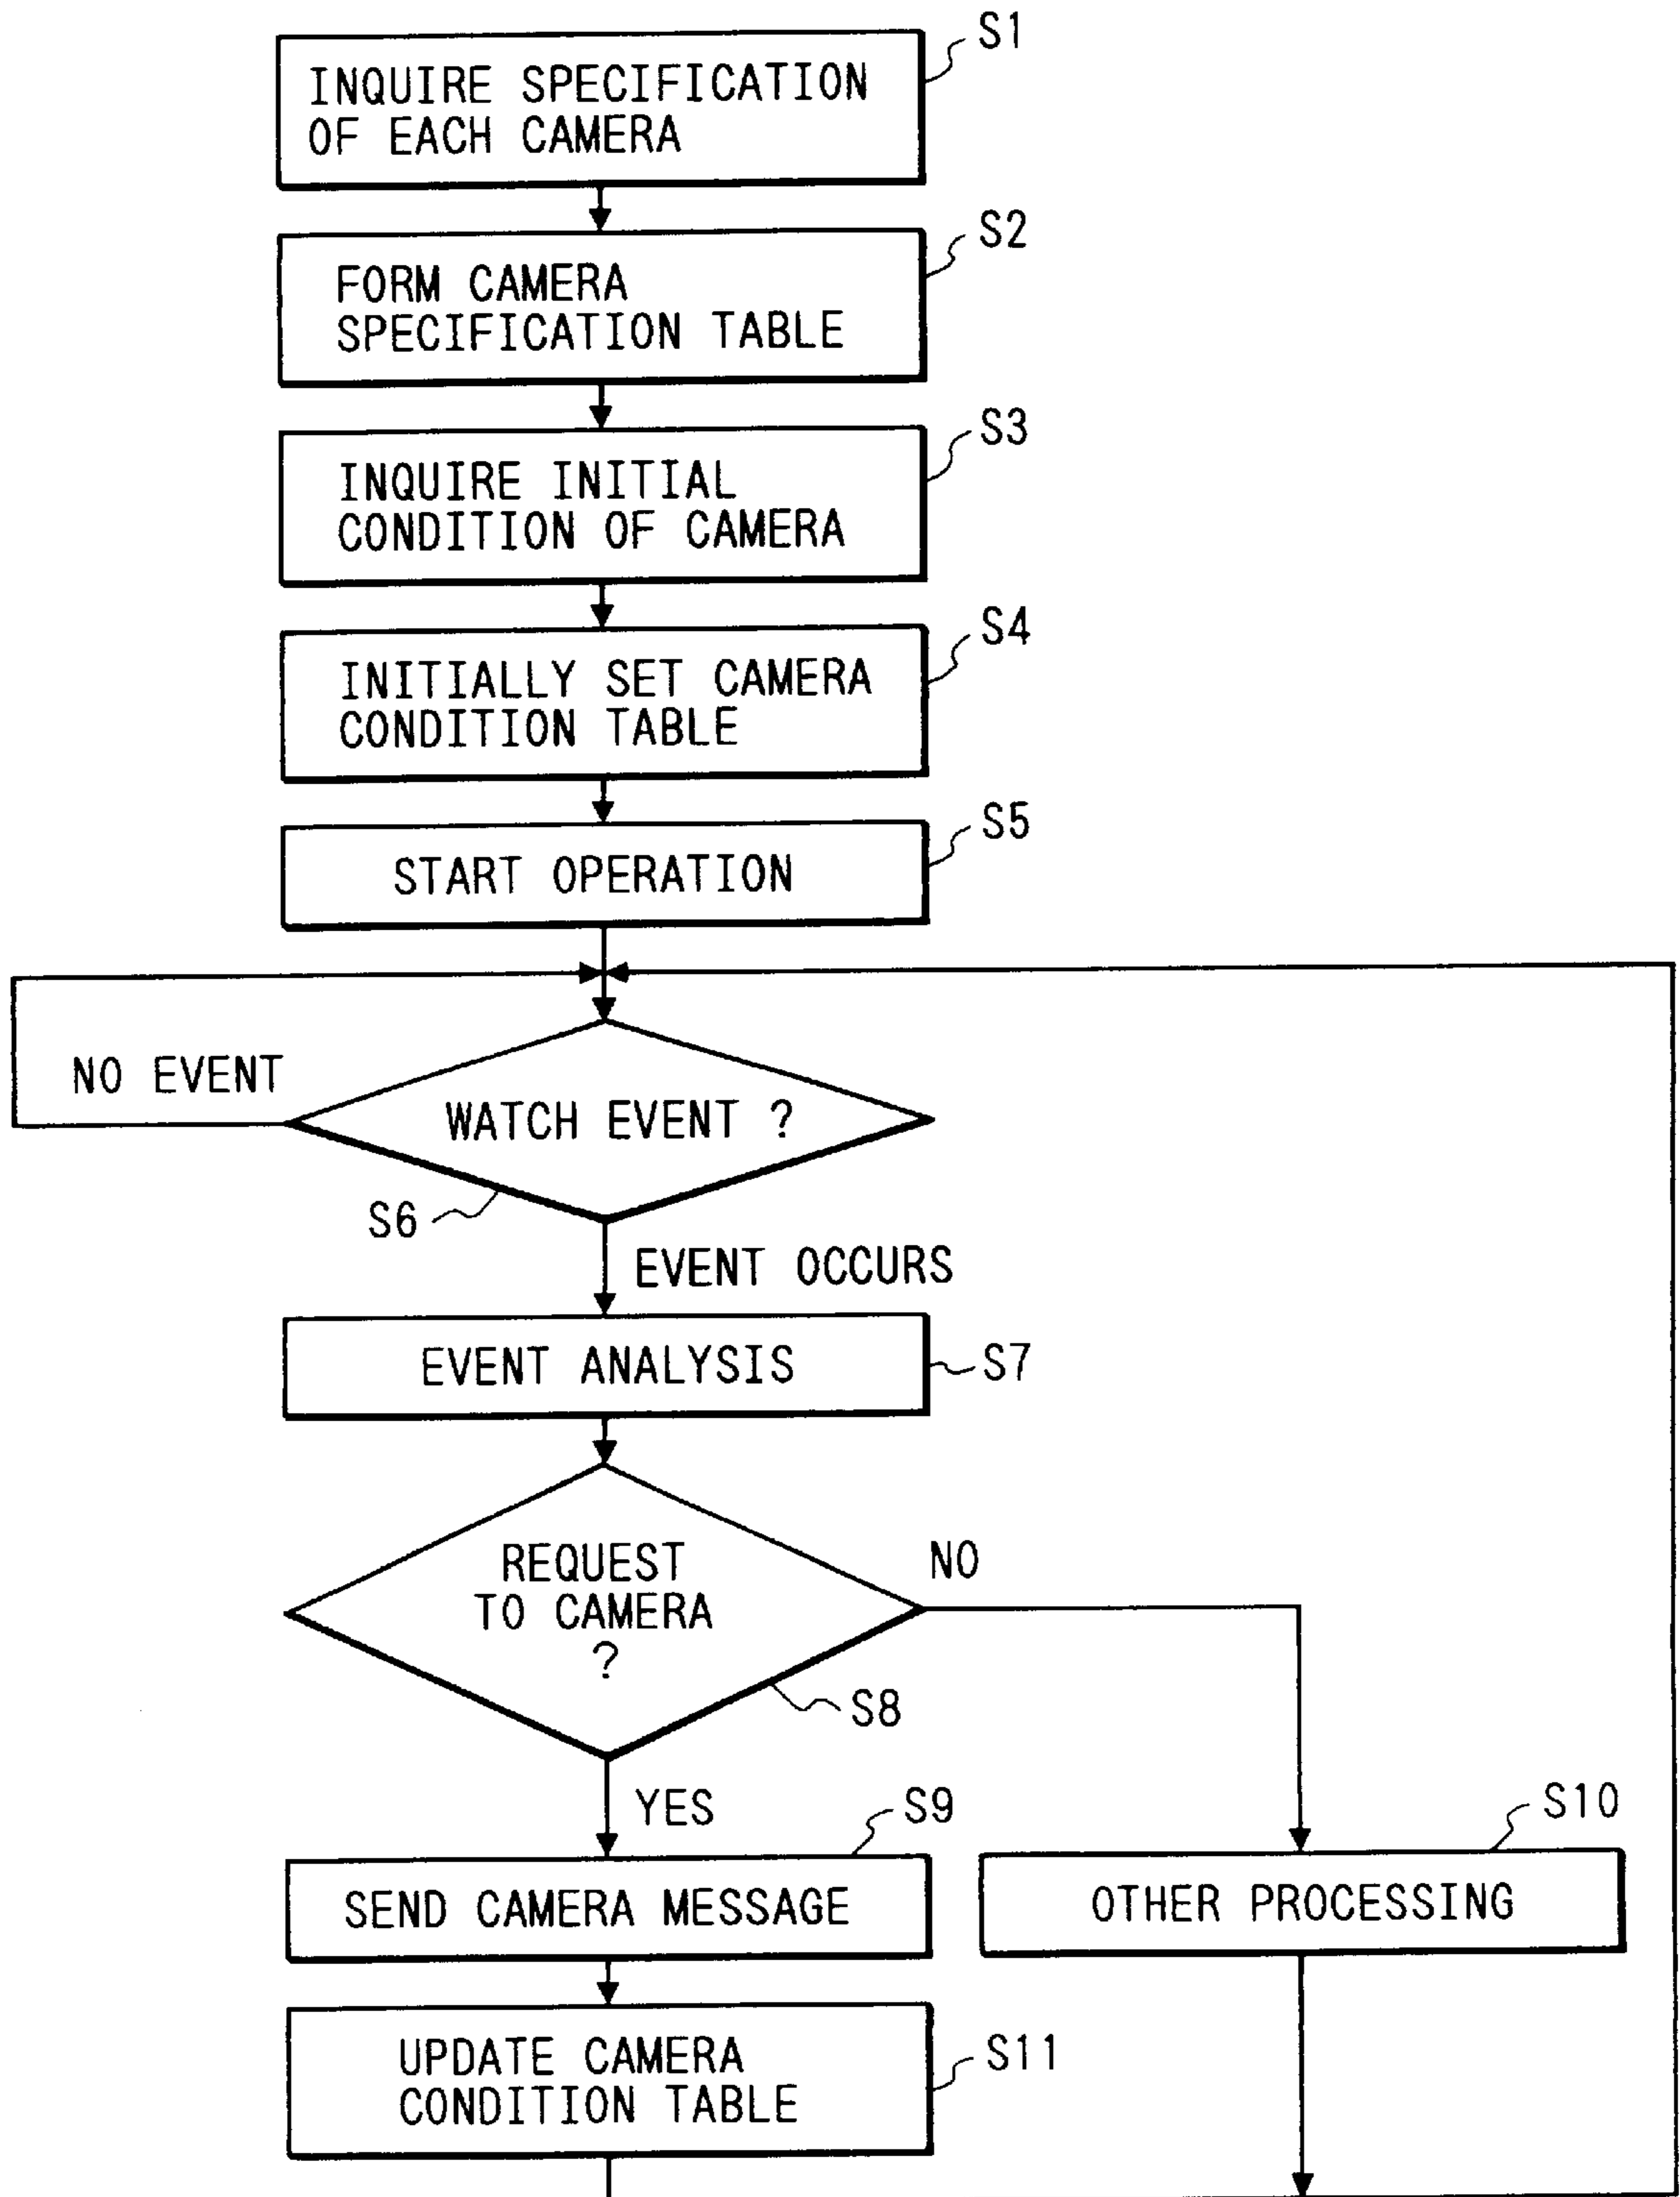 S1
INQUIRE SPECIFICATION
OF EACH CAMERA
S2
FORM CAMERA
SPECIFICATION TABLE
S3
INQUIRE INITIAL
CONDITION OF CAMERA
S4
INITIALLY SET CAMERA
CONDITION TABLE
S5
START OPERATION
NO EVENT
WATCH EVENT ?
S6
EVENT OCCURS
EVENT ANALYSIS
S7
REQUEST
TO CAMERA
?
NO
S8
YES
S9
S10
SEND CAMERA MESSAGE
OTHER PROCESSING
UPDATE CAMERA
CONDITION TABLE
S11